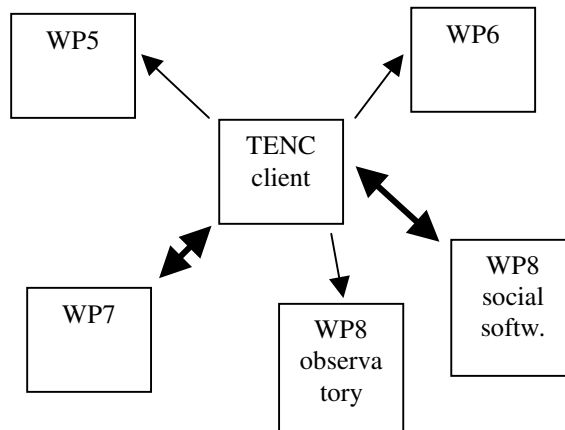 WP5
WP6
TENC
client
WP7
WP8
observa
tory
WP8
social
softw.